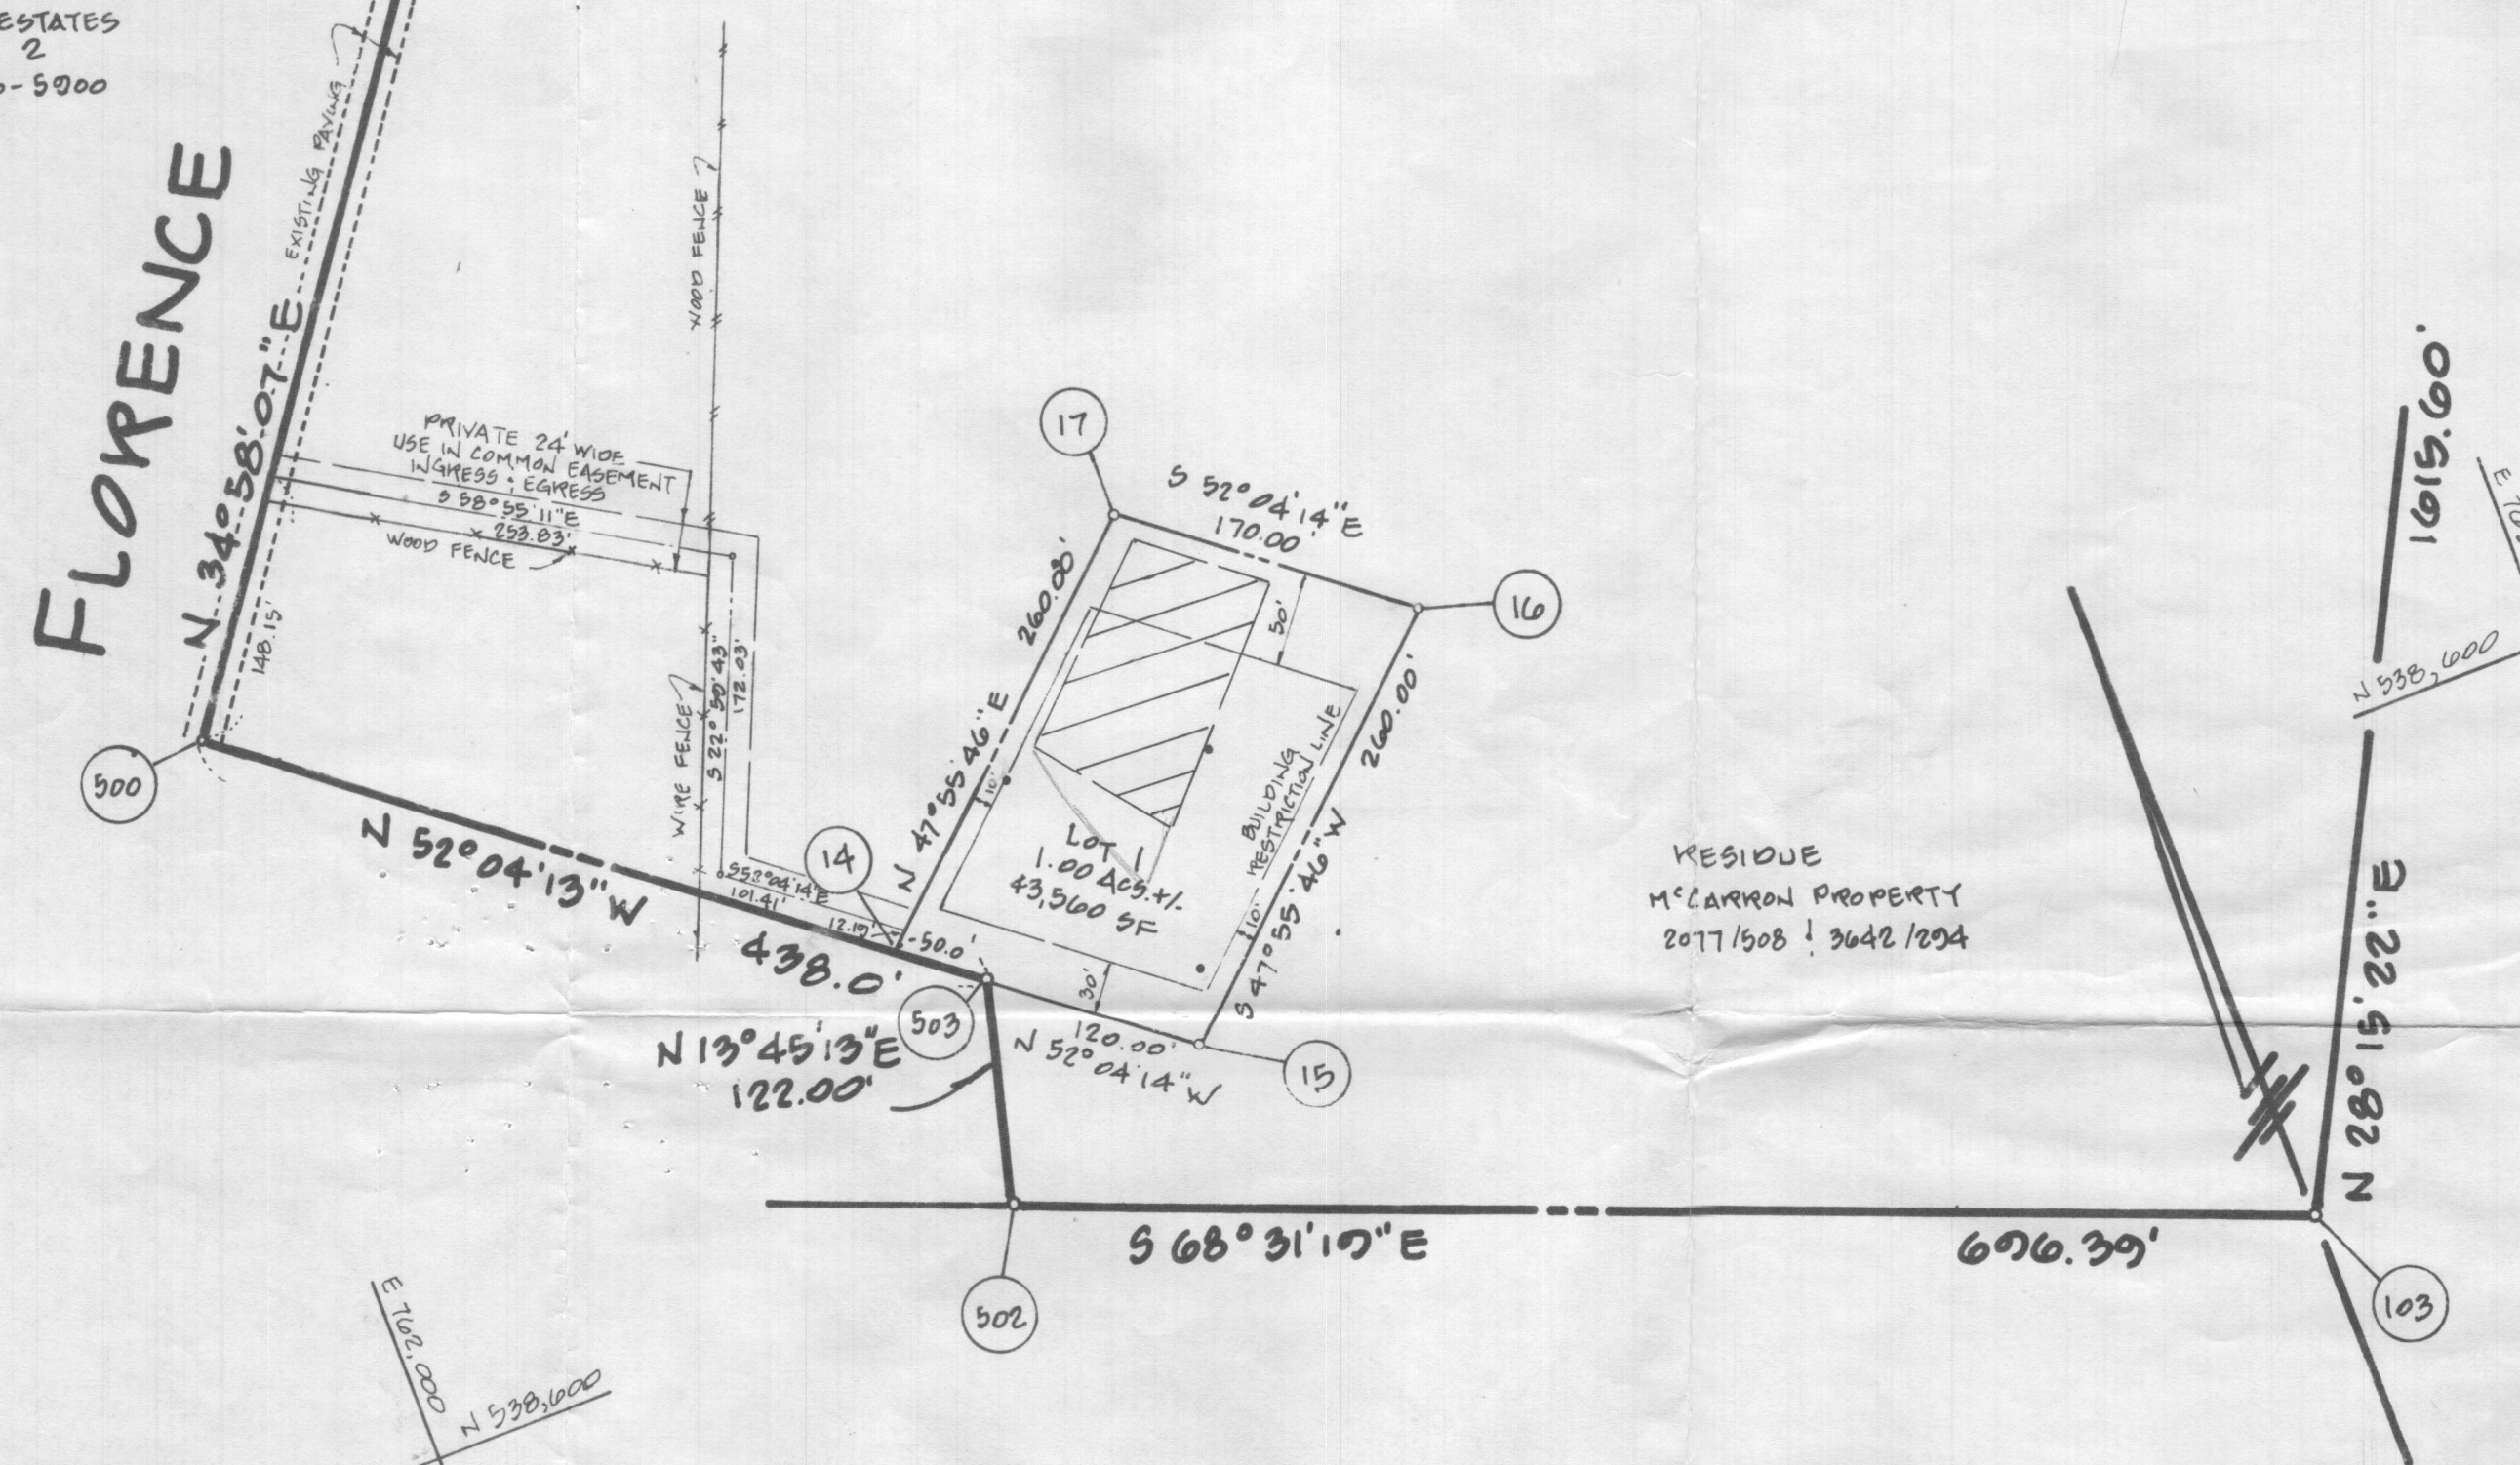 ESTATES
2
-5900
EXISTING PAVING
FLORENCE
N 34° 58' 07" E
148.15'
WOOD FENCE
PRIVATE 24' WIDE
USE IN COMMON EASEMENT
INGRESS & EGRESS
S 58° 55' 11" E
253.83'
WOOD FENCE
WIRE FENCE
172.03'
S 52° 04' 14" E
101.41'
12.19'
50.0'
500
N 52° 04' 13" W
438.0'
14
17
S 52° 04' 14" E
170.00'
16
260.00'
N 47° 55' 46" E
50'
10'
LOT 1
1.00 ACS. +/-
43,560 SF
BUILDING
RESTRICTION LINE
260.00'
S 47° 55' 46" W
10'
30'
120.00'
N 52° 04' 14" W
15
503
N 13° 45' 13" E
122.00'
502
S 68° 31' 19" E
696.39'
103
RESIDUE
McCARRON PROPERTY
2077/508 & 3642/294
N 28° 15' 22" E
1615.60'
N 538,600
E 762,000
N 538,600